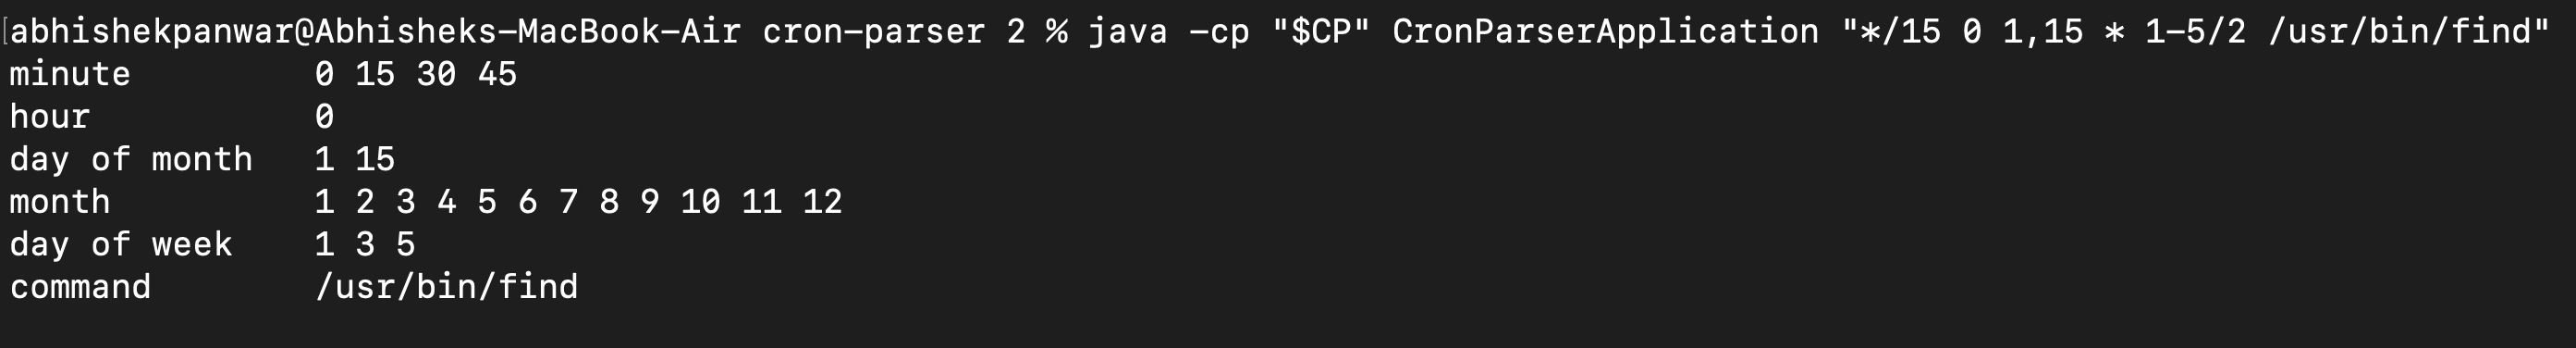 [abhishekpanwar@Abhisheks-MacBook-Air cron-parser 2 % java -cp "$CP" CronParserApplication "*/15 0 1,15 * 1-5/2 /usr/bin/find"
minute 0 15 30 45
hour 0
day of month 1 15
month 1 2 3 4 5 6 7 8 9 10 11 12
day of week 1 3 5
command /usr/bin/find